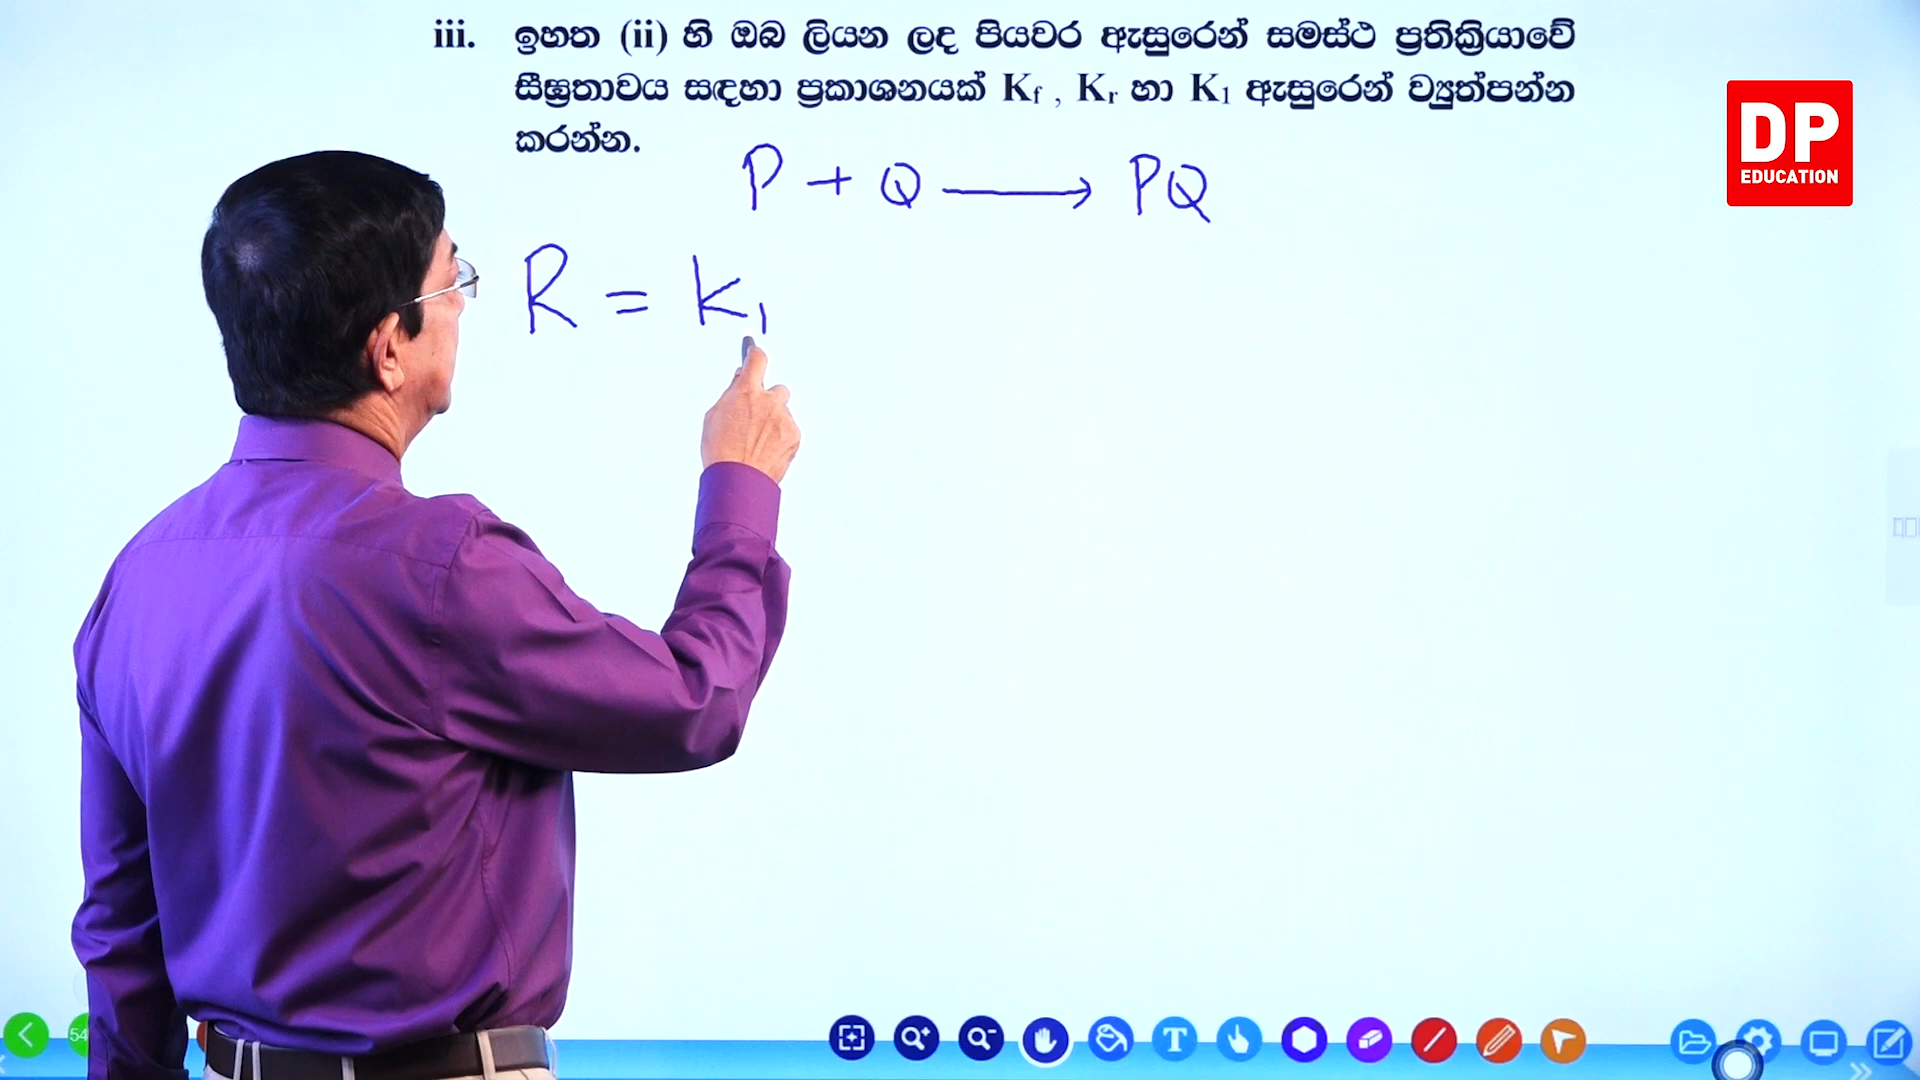 iii. ඉහත (ii) හි ඔබ ලියන ලද පියවර ඇසුරෙන් සමස්ථ ප්‍රතික්‍රියාවේ
සීඝ්‍රතාවය සඳහා ප්‍රකාශනයක් Kf , Kr හා K1 ඇසුරෙන් ව්‍යුත්පන්න
කරන්න.
P + Q ⟶ PQ
R = k1
DP
EDUCATION
54
T